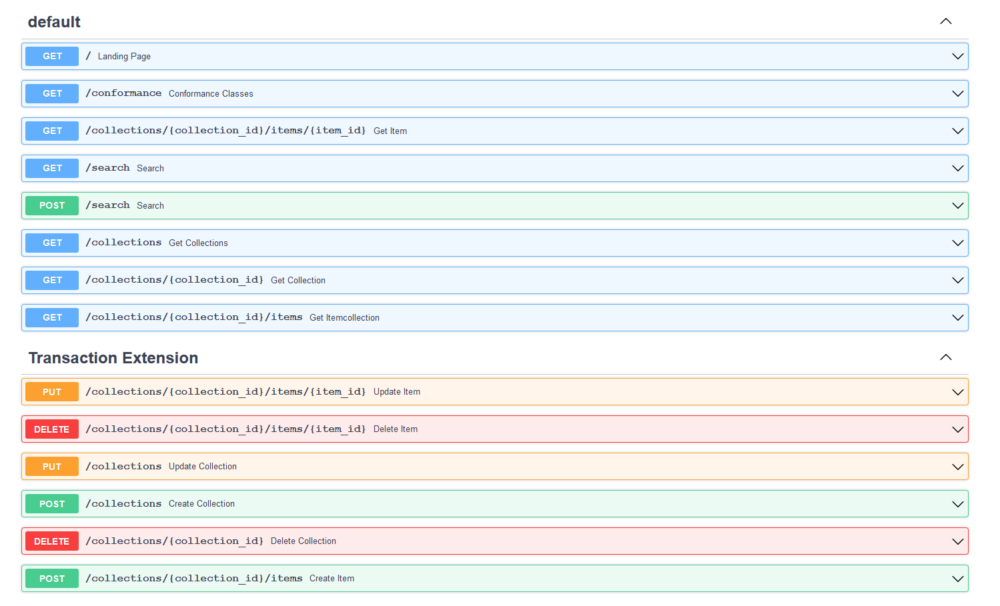 default
GET / Landing Page
GET /conformance Conformance Classes
GET /collections/{collection_id}/items/{item_id} Get Item
GET /search Search
POST /search Search
GET /collections Get Collections
GET /collections/{collection_id} Get Collection
GET /collections/{collection_id}/items Get Itemcollection
Transaction Extension
PUT /collections/{collection_id}/items/{item_id} Update Item
DELETE /collections/{collection_id}/items/{item_id} Delete Item
PUT /collections Update Collection
POST /collections Create Collection
DELETE /collections/{collection_id} Delete Collection
POST /collections/{collection_id}/items Create Item